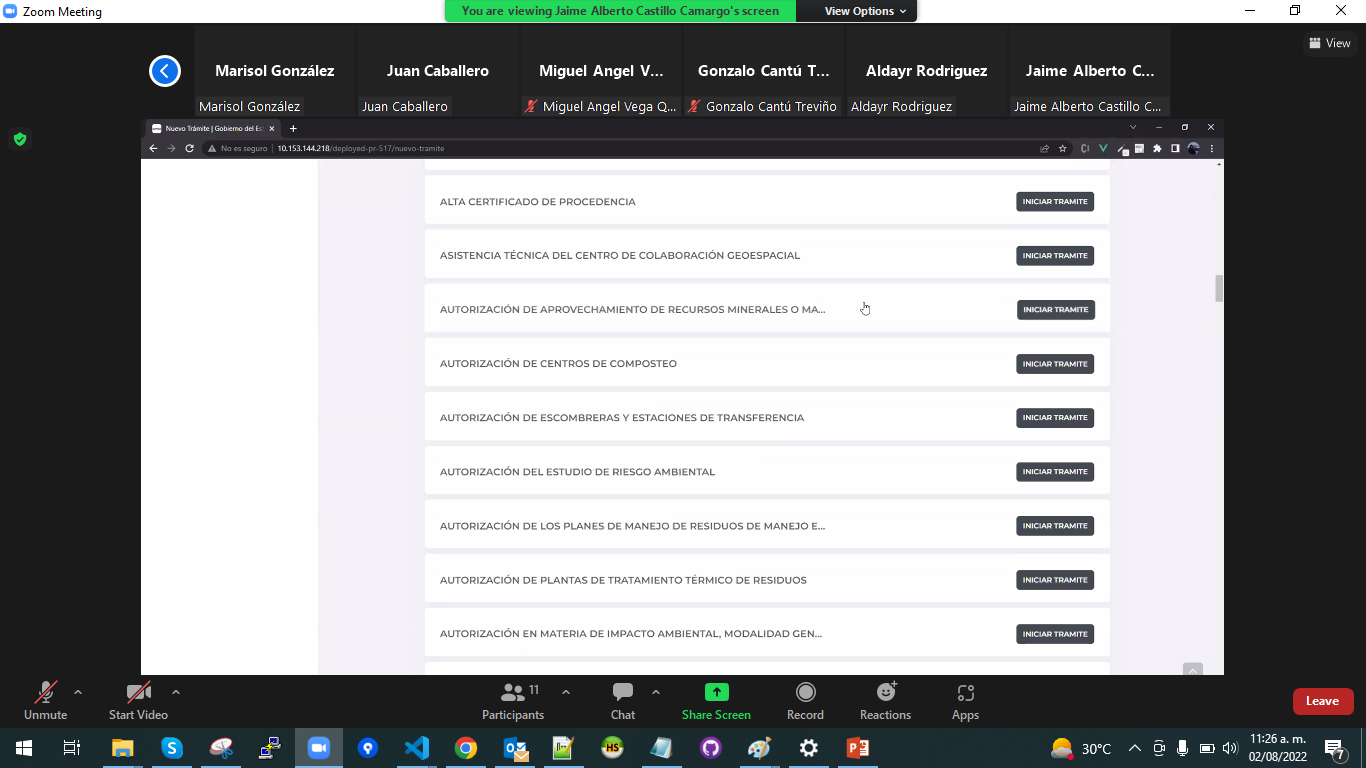 Zoom Meeting
You are viewing Jaime Alberto Castillo Camargo's screen
View Options
View
Marisol González
Juan Caballero
Miguel Angel V...
Gonzalo Cantú T...
Aldayr Rodriguez
Jaime Alberto C...
Marisol González
Juan Caballero
Miguel Angel Vega Q...
Gonzalo Cantú Treviño
Aldayr Rodriguez
Jaime Alberto Castillo C...
Nuevo Trámite | Gobierno del Es
No es seguro
10.153.144.218/deployed-pr-517/nuevo-tramite
ALTA CERTIFICADO DE PROCEDENCIA
INICIAR TRAMITE
ASISTENCIA TÉCNICA DEL CENTRO DE COLABORACIÓN GEOESPACIAL
INICIAR TRAMITE
AUTORIZACIÓN DE APROVECHAMIENTO DE RECURSOS MINERALES O MA...
INICIAR TRAMITE
AUTORIZACIÓN DE CENTROS DE COMPOSTEO
INICIAR TRAMITE
AUTORIZACIÓN DE ESCOMBRERAS Y ESTACIONES DE TRANSFERENCIA
INICIAR TRAMITE
AUTORIZACIÓN DEL ESTUDIO DE RIESGO AMBIENTAL
INICIAR TRAMITE
AUTORIZACIÓN DE LOS PLANES DE MANEJO DE RESIDUOS DE MANEJO E...
INICIAR TRAMITE
AUTORIZACIÓN DE PLANTAS DE TRATAMIENTO TÉRMICO DE RESIDUOS
INICIAR TRAMITE
AUTORIZACIÓN EN MATERIA DE IMPACTO AMBIENTAL, MODALIDAD GEN...
INICIAR TRAMITE
Unmute
Start Video
Participants
11
Chat
Share Screen
Record
Reactions
Apps
Leave
30°C
11:26 a. m.
02/08/2022
7